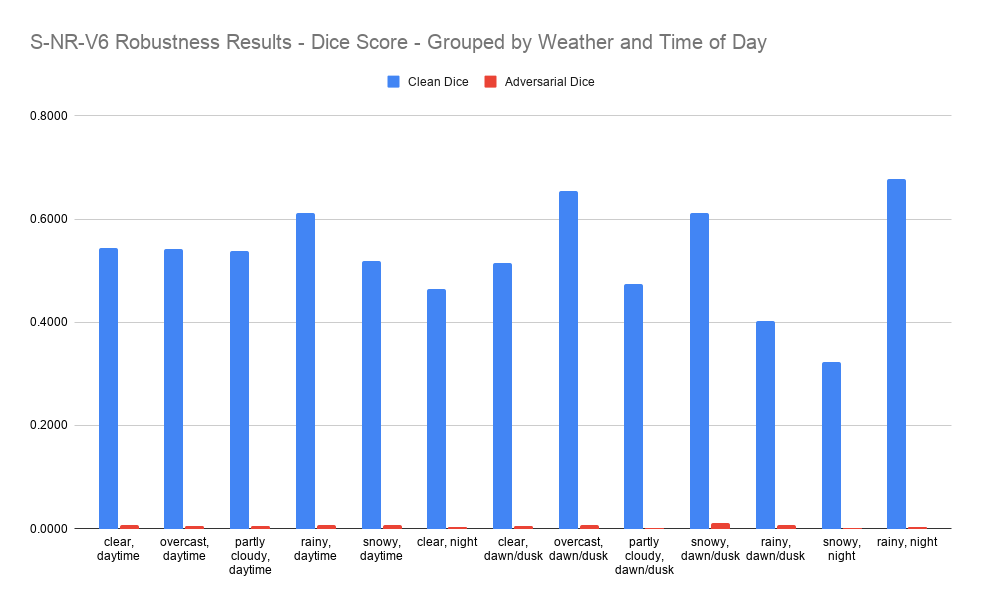 S-NR-V6 Robustness Results - Dice Score - Grouped by Weather and Time of Day
Clean Dice
Adversarial Dice
0.8000
0.6000
0.4000
0.2000
0.0000
clear,
daytime
overcast,
daytime
partly
cloudy,
daytime
rainy,
daytime
snowy,
daytime
clear, night
clear,
dawn/dusk
overcast,
dawn/dusk
partly
cloudy,
dawn/dusk
snowy,
dawn/dusk
rainy,
dawn/dusk
snowy,
night
rainy, night